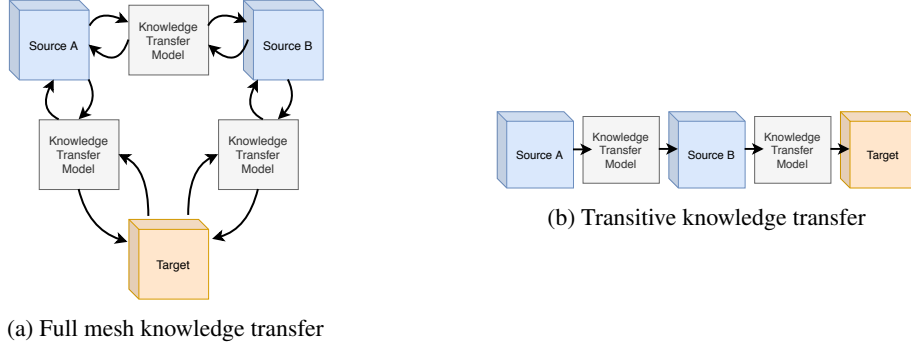 Source A
Knowledge
Transfer
Model
Source B
Knowledge
Transfer
Model
Knowledge
Transfer
Model
Target
(a) Full mesh knowledge transfer
Source A
Knowledge
Transfer
Model
Source B
Knowledge
Transfer
Model
Target
(b) Transitive knowledge transfer